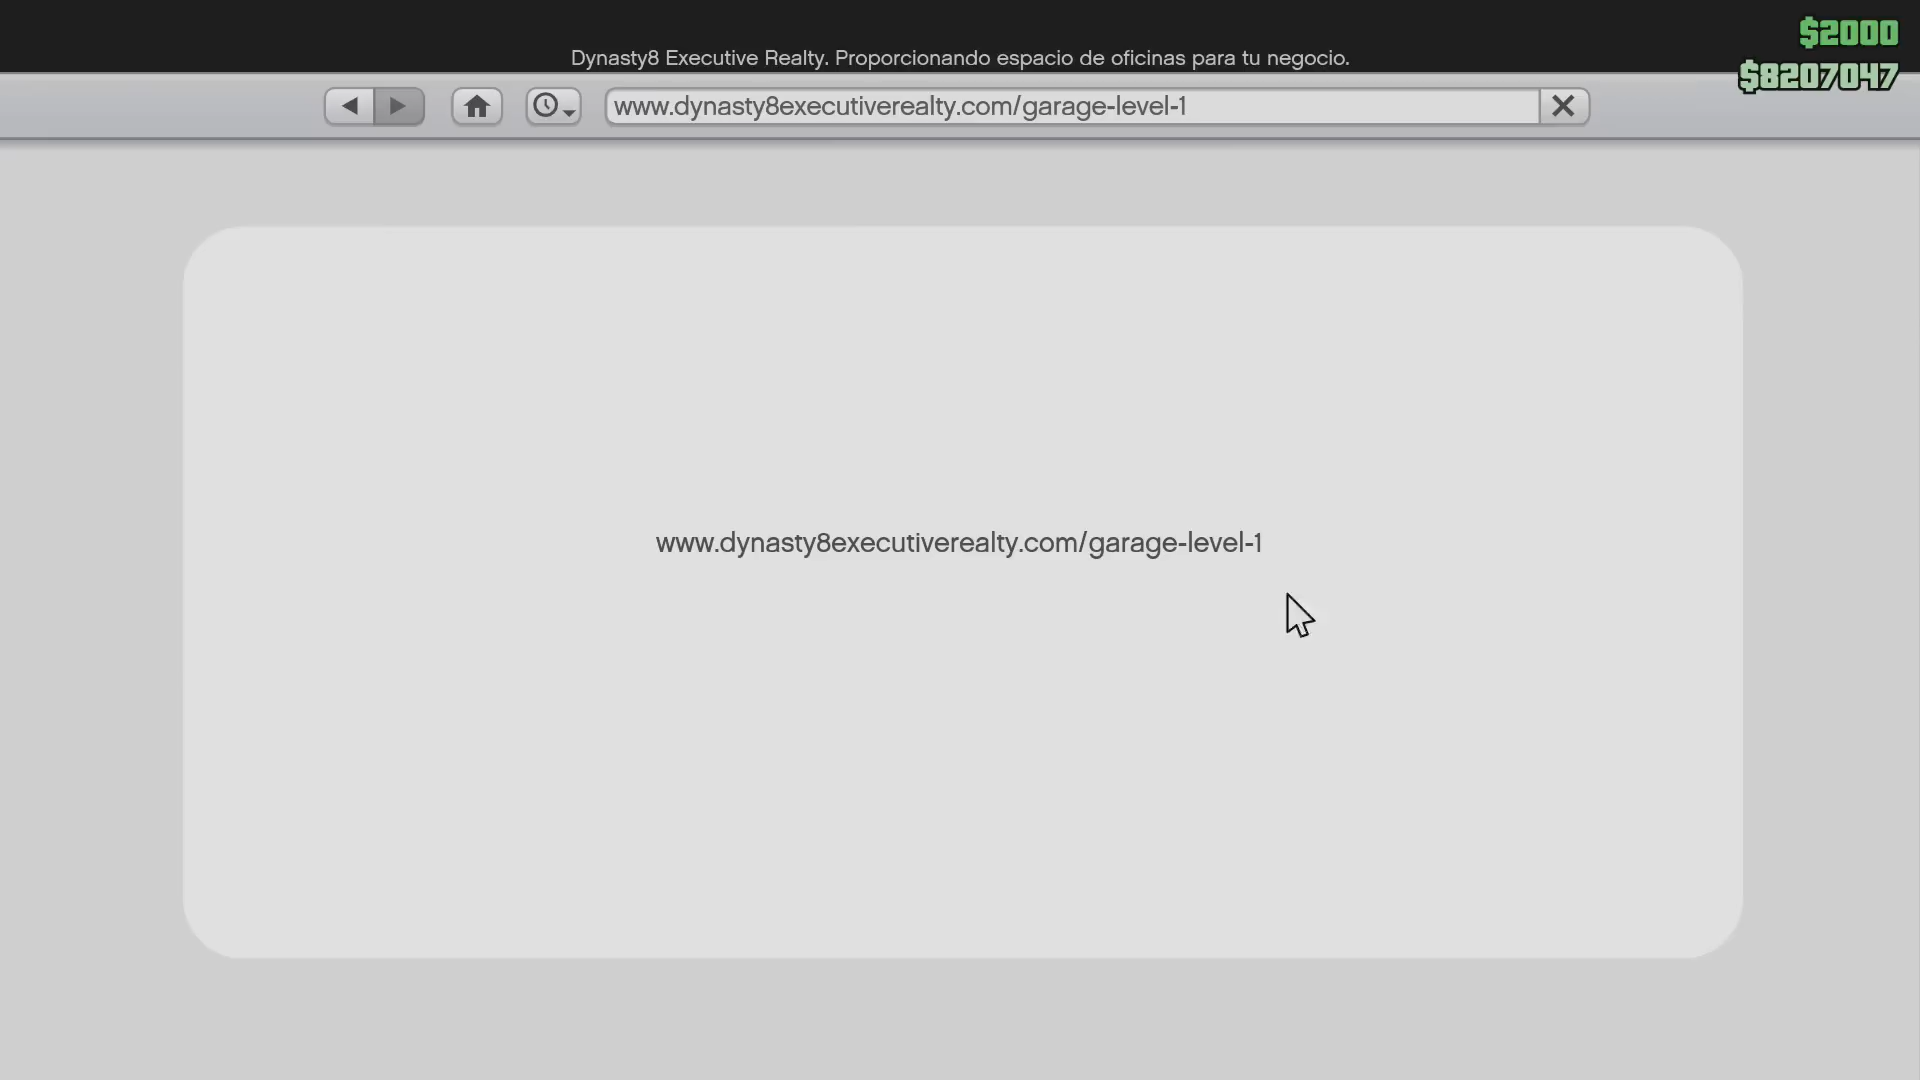 $2000
Dynasty8 Executive Realty. Proporcionando espacio de oficinas para tu negocio.
$8207047
www.dynasty8executiverealty.com/garage-level-1
www.dynasty8executiverealty.com/garage-level-1